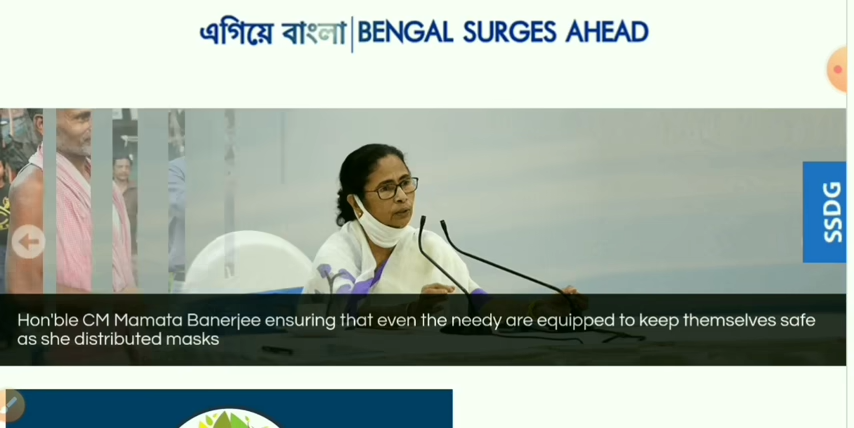 এগিয়ে বাংলা BENGAL SURGES AHEAD
SSDG
Hon'ble CM Mamata Banerjee ensuring that even the needy are equipped to keep themselves safe
as she distributed masks